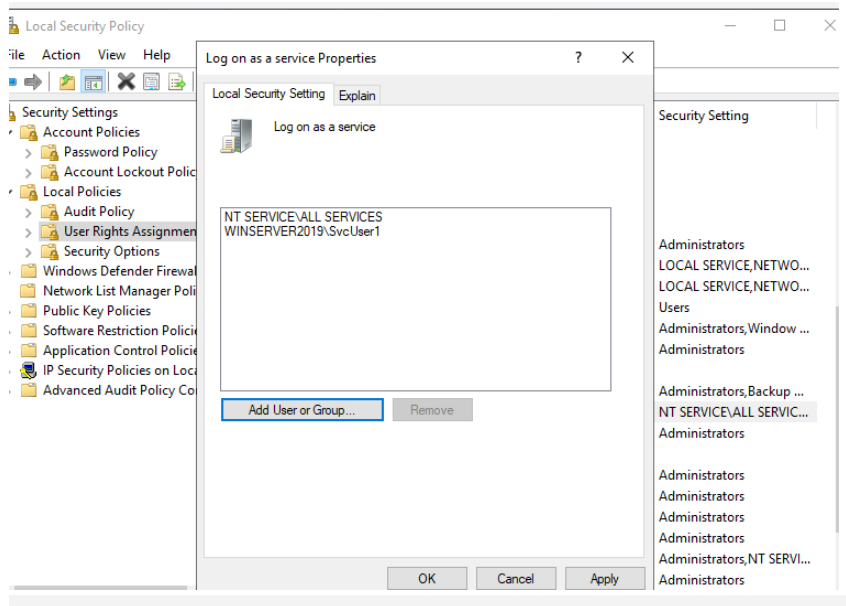 Local Security Policy
File Action View Help
Security Settings
Account Policies
Password Policy
Account Lockout Polic
Local Policies
Audit Policy
User Rights Assignmen
Security Options
Windows Defender Firewal
Network List Manager Poli
Public Key Policies
Software Restriction Policie
Application Control Policie
IP Security Policies on Loca
Advanced Audit Policy Co
Log on as a service Properties
? X
Local Security Setting Explain
Log on as a service
NT SERVICE\ALL SERVICES
WINSERVER2019\SvcUser1
Add User or Group... Remove
OK Cancel Apply
Security Setting
Administrators
LOCAL SERVICE,NETWO...
LOCAL SERVICE,NETWO...
Users
Administrators,Window ...
Administrators
Administrators,Backup ...
NT SERVICE\ALL SERVIC...
Administrators
Administrators
Administrators
Administrators
Administrators
Administrators,NT SERVI...
Administrators